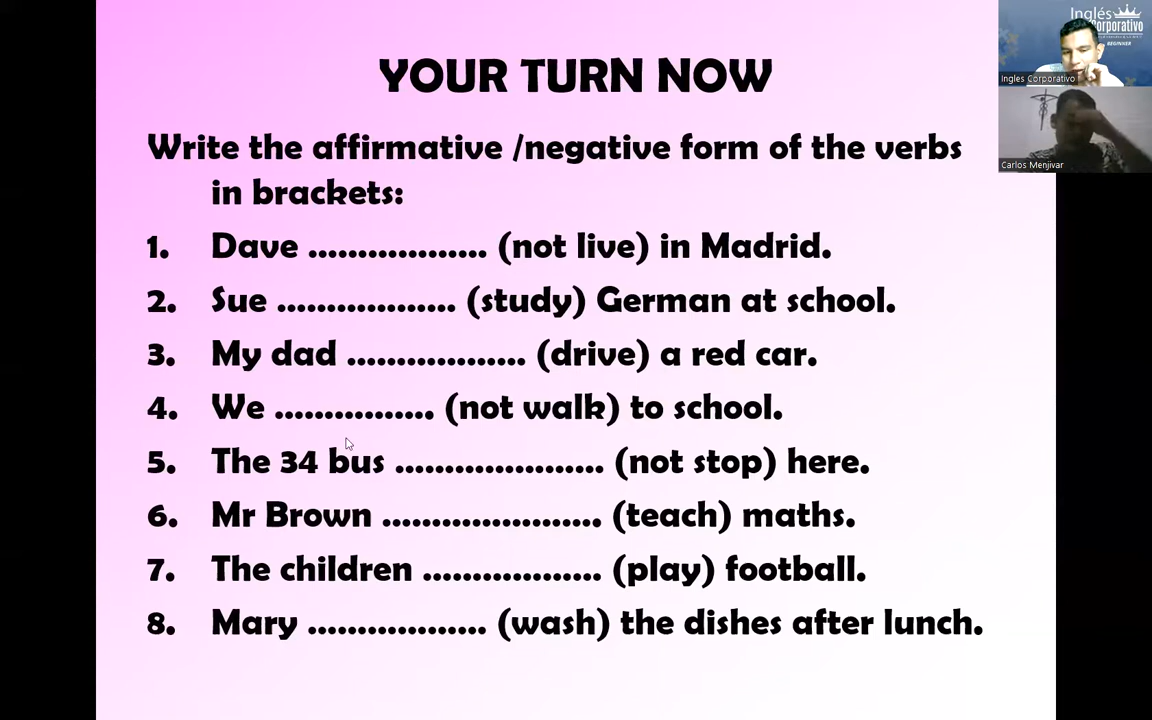 YOUR TURN NOW
Write the affirmative /negative form of the verbs
in brackets:
1. Dave .................. (not live) in Madrid.
2. Sue .................. (study) German at school.
3. My dad .................. (drive) a red car.
4. We ................ (not walk) to school.
5. The 34 bus ..................... (not stop) here.
6. Mr Brown ...................... (teach) maths.
7. The children .................. (play) football.
8. Mary .................. (wash) the dishes after lunch.
Inglés
Corporativo
BEGINNER
Ingles Corporativo
Carlos Menjivar